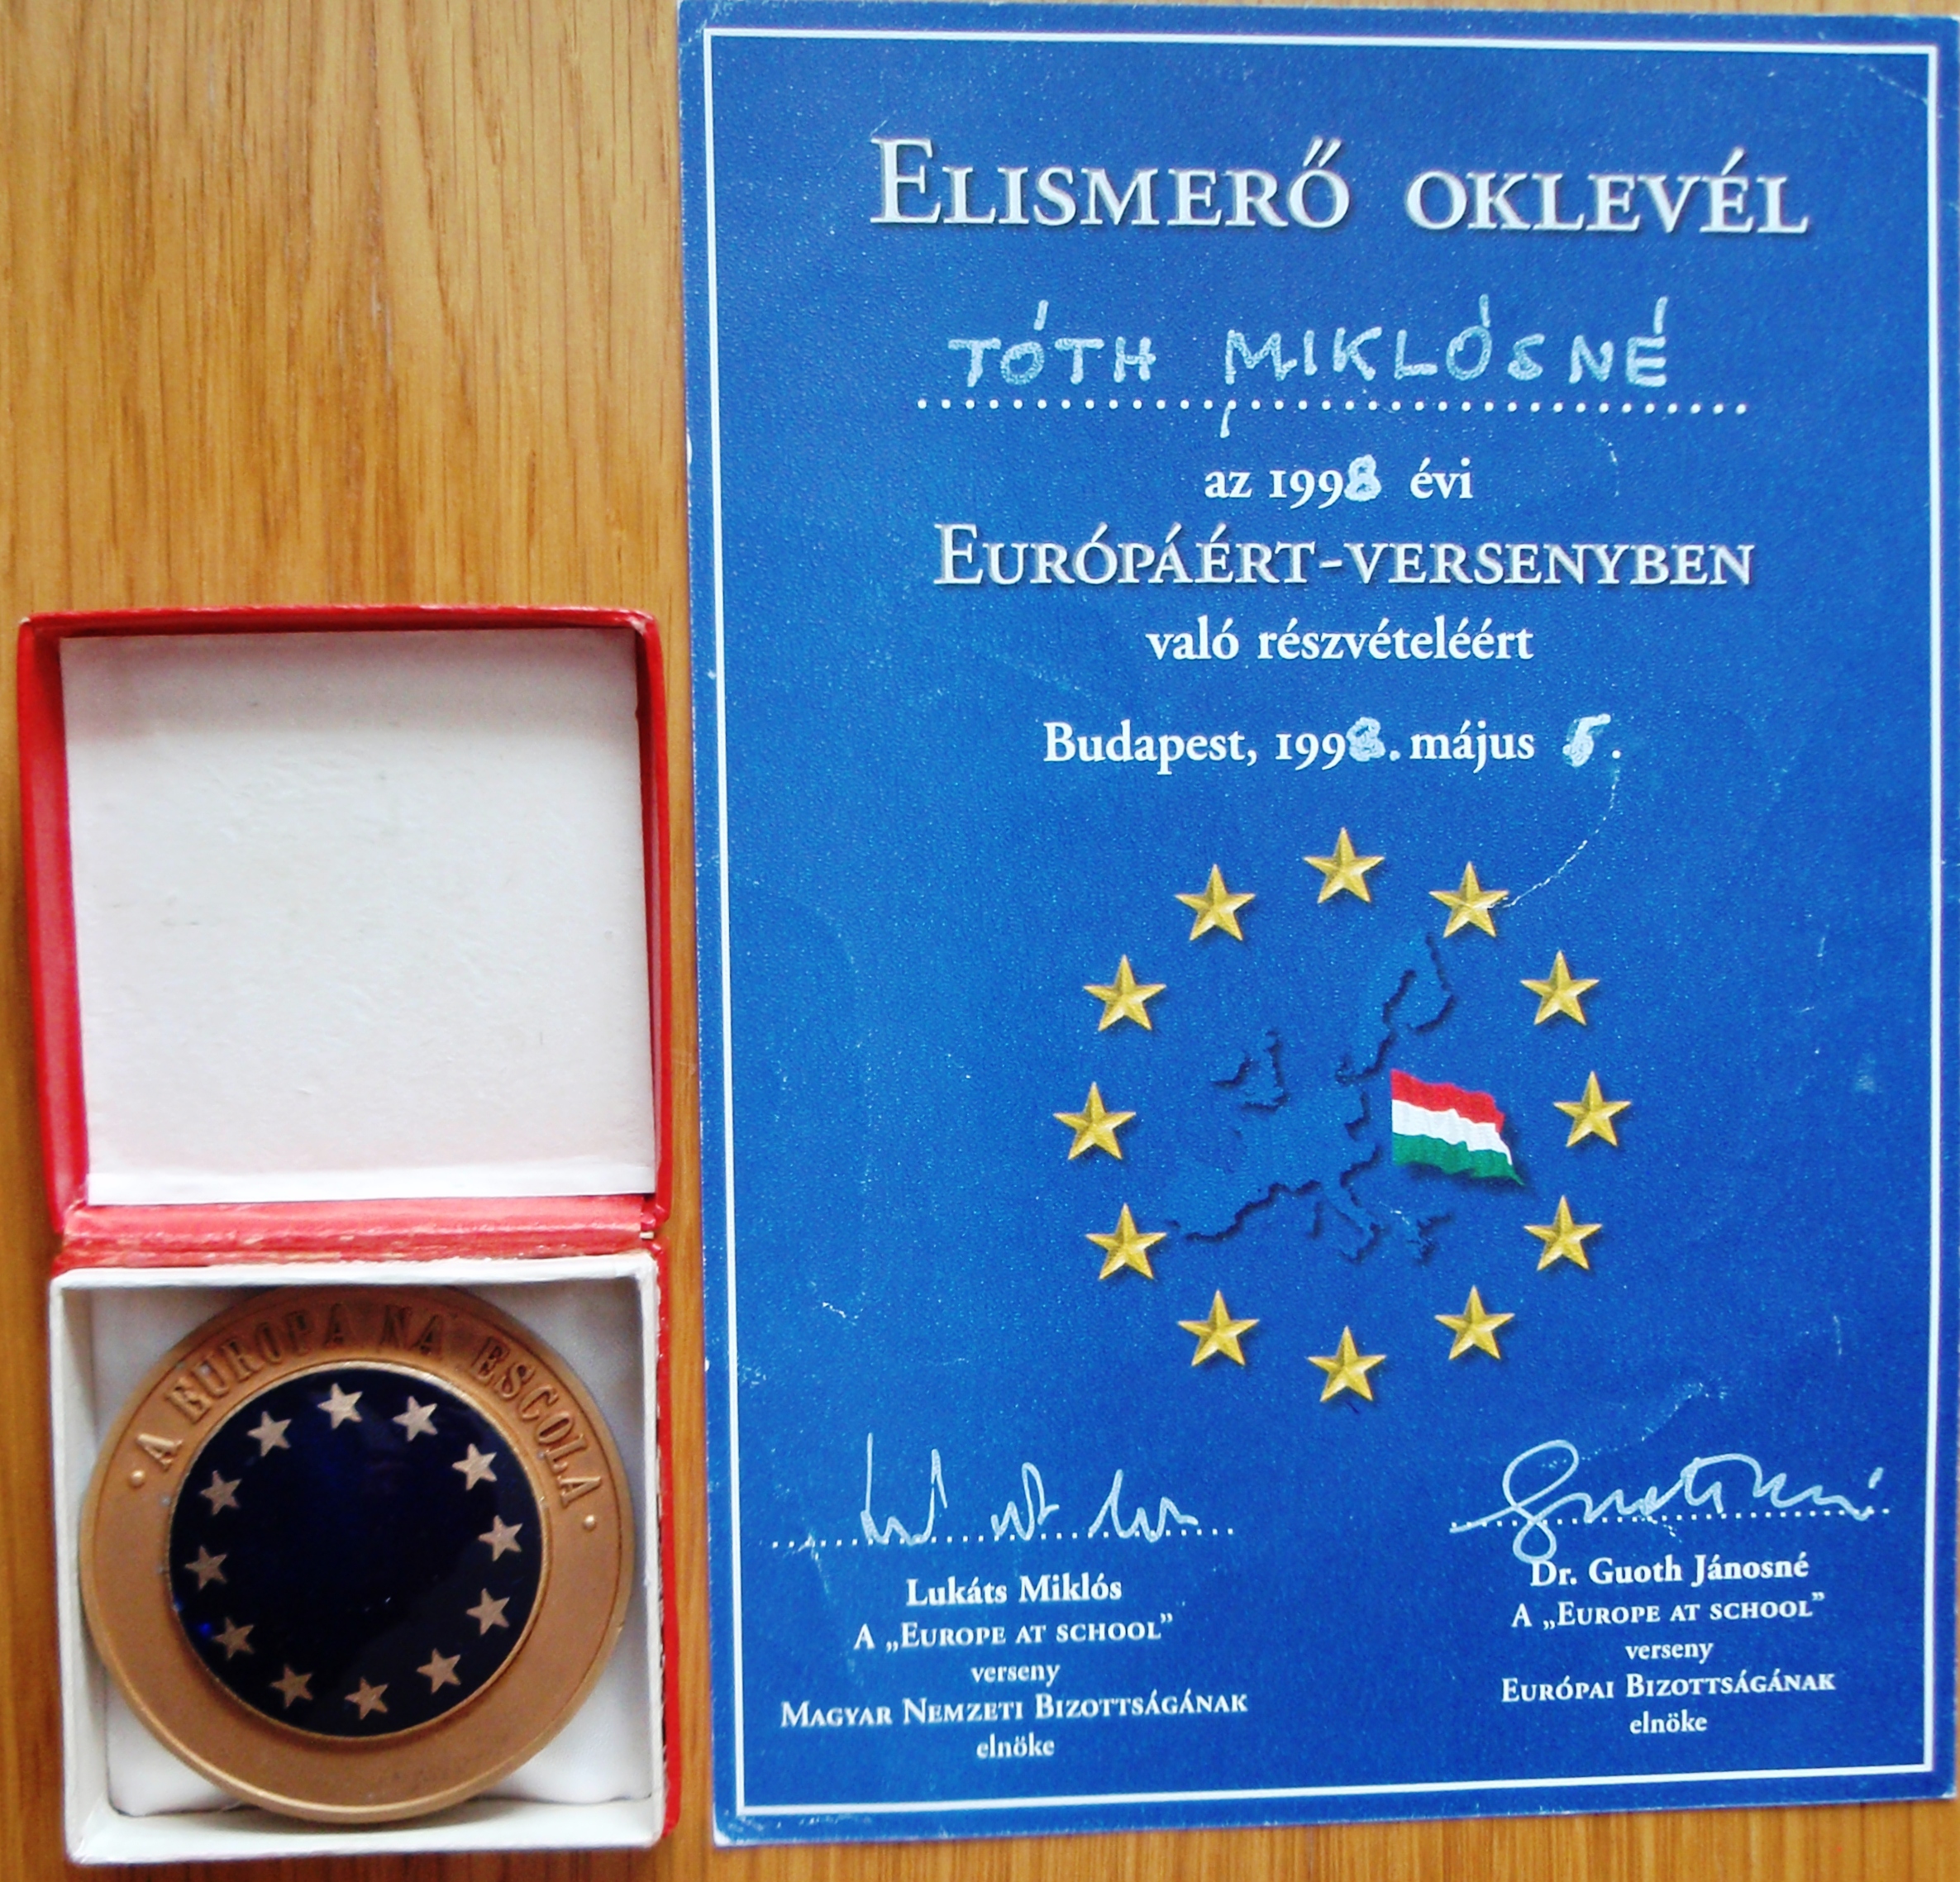 ELISMERŐ OKLEVÉL
TÓTH MIKLÓSNÉ
az 1998 évi
EURÓPÁÉRT-VERSENYBEN
való részvételéért
Budapest, 1998. május 5.
Lukáts Miklós
A „EUROPE AT SCHOOL”
verseny
MAGYAR NEMZETI BIZOTTSÁGÁNAK
elnöke
Dr. Guoth Jánosné
A „EUROPE AT SCHOOL”
verseny
EURÓPAI BIZOTTSÁGÁNAK
elnöke
· A EUROPA NA ESCOLA ·